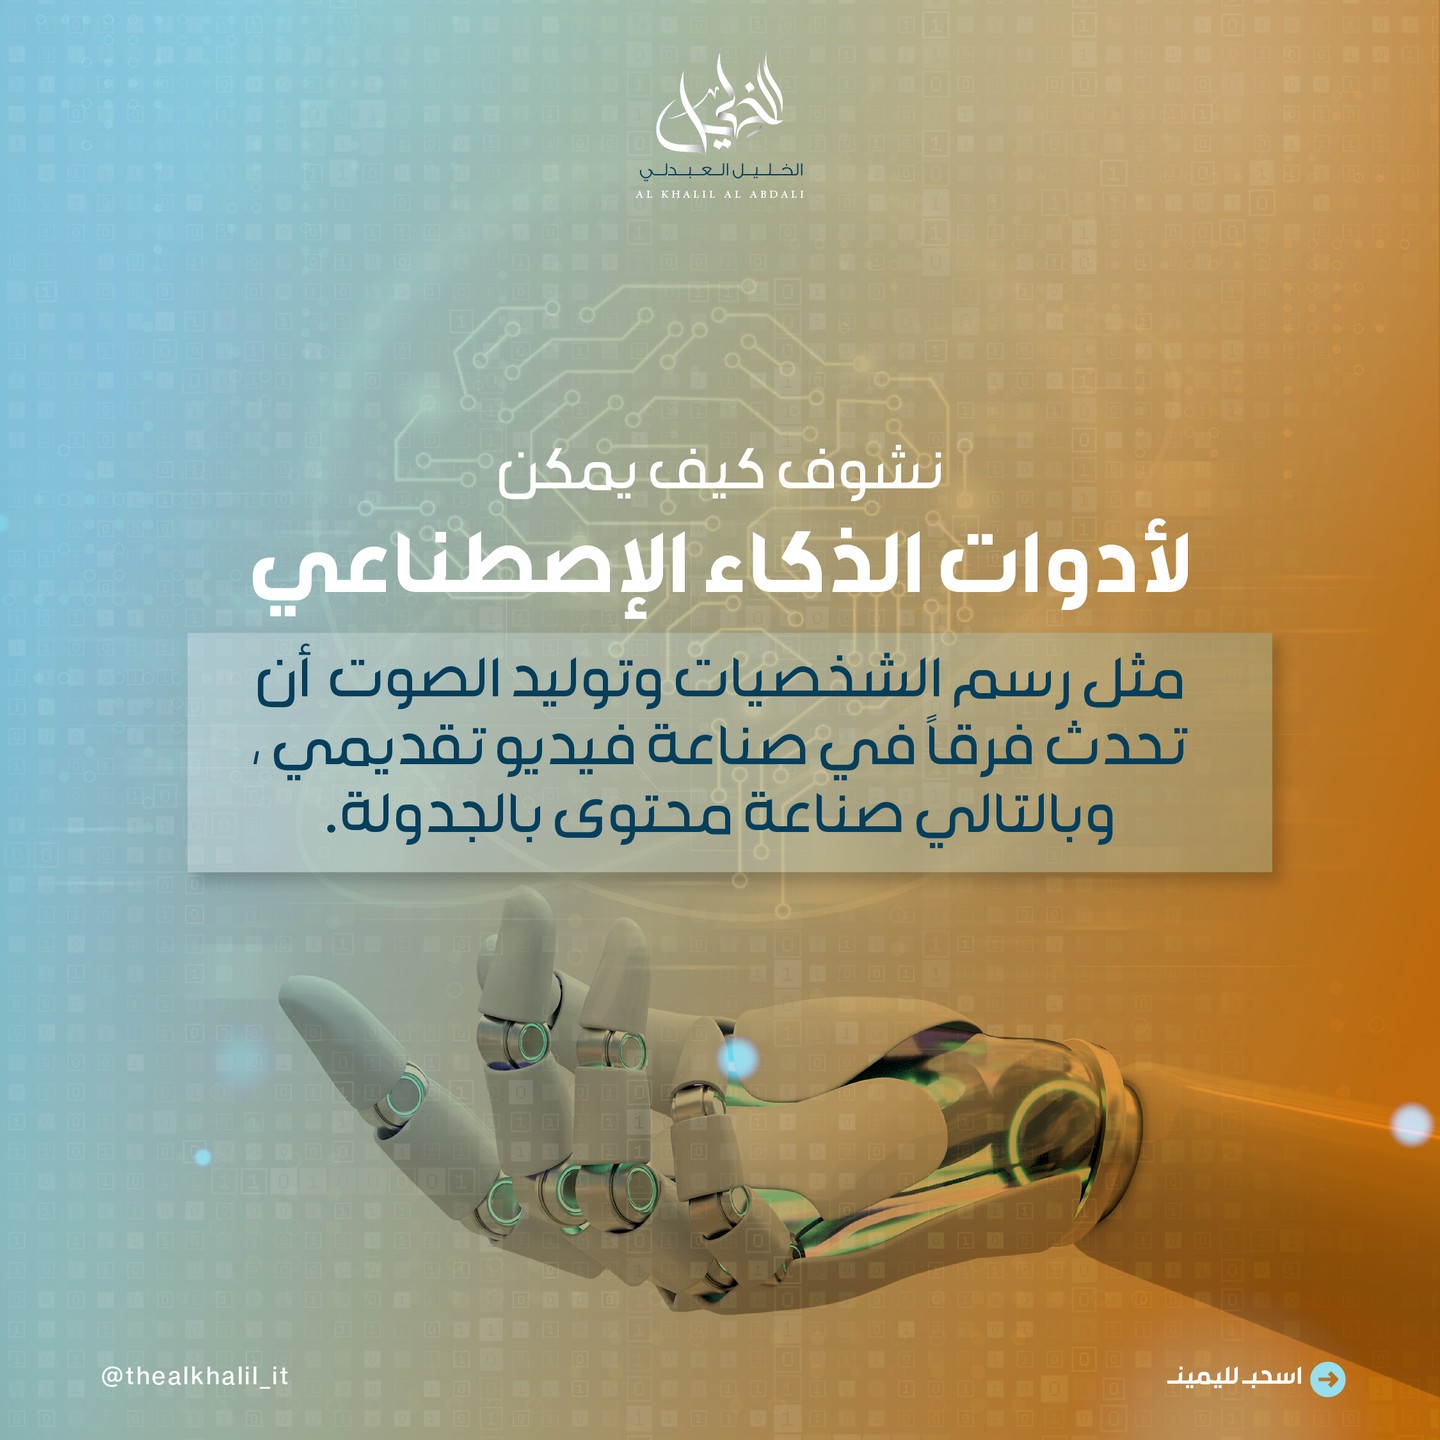 الخليل
الخليل العبدلي
AL KHALIL AL ABDALI
نشوف كيف يمكن
لأدوات الذكاء الإصطناعي
مثل رسم الشخصيات وتوليد الصوت أن
تحدث فرقاً في صناعة فيديو تقديمي ،
وبالتالي صناعة محتوى بالجدولة.
اسحب لليمين
@thealkhalil_it